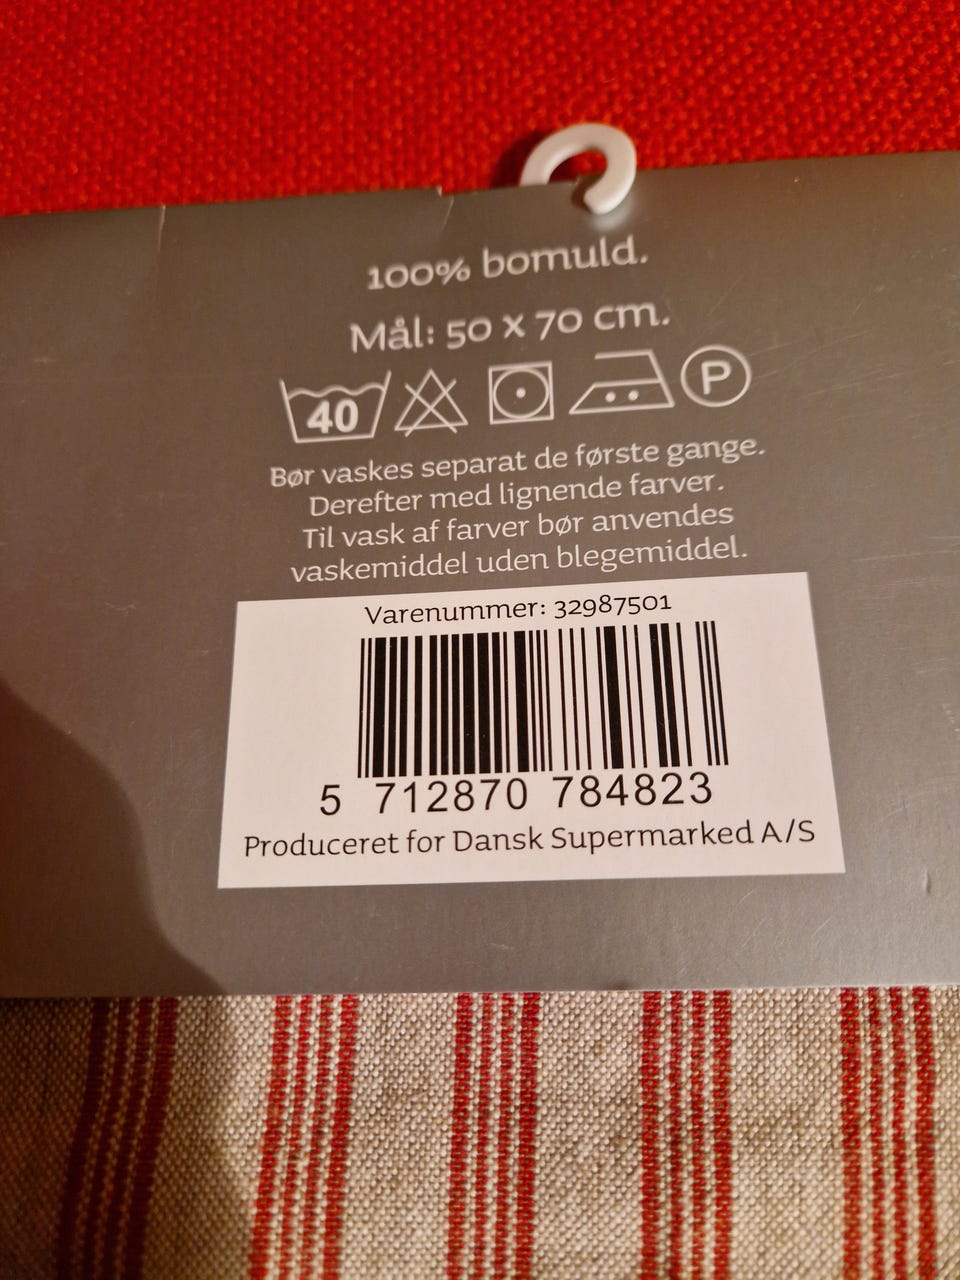 100% bomuld.
Mål: 50 x 70 cm.
40 P
Bør vaskes separat de første gange.
Derefter med lignende farver.
Til vask af farver bør anvendes
vaskemiddel uden blegemiddel.
Varenummer: 32987501
5 712870 784823
Produceret for Dansk Supermarked A/S